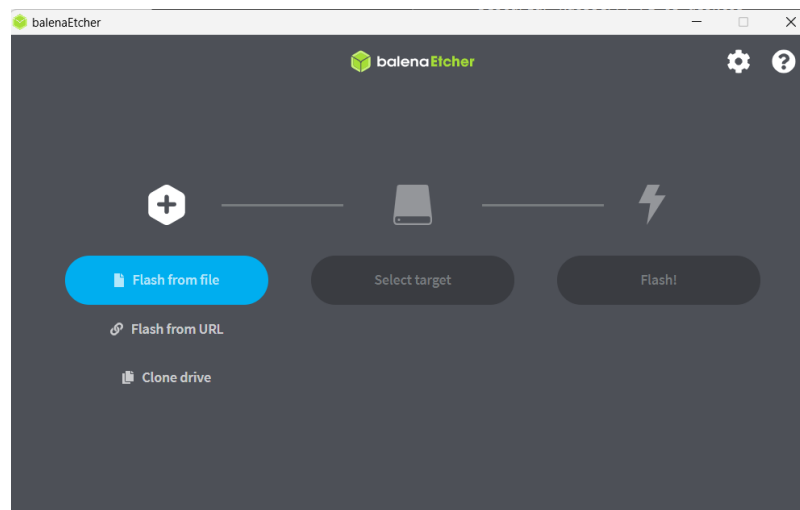 balenaEtcher
balenaEtcher
Flash from file
Select target
Flash!
Flash from URL
Clone drive